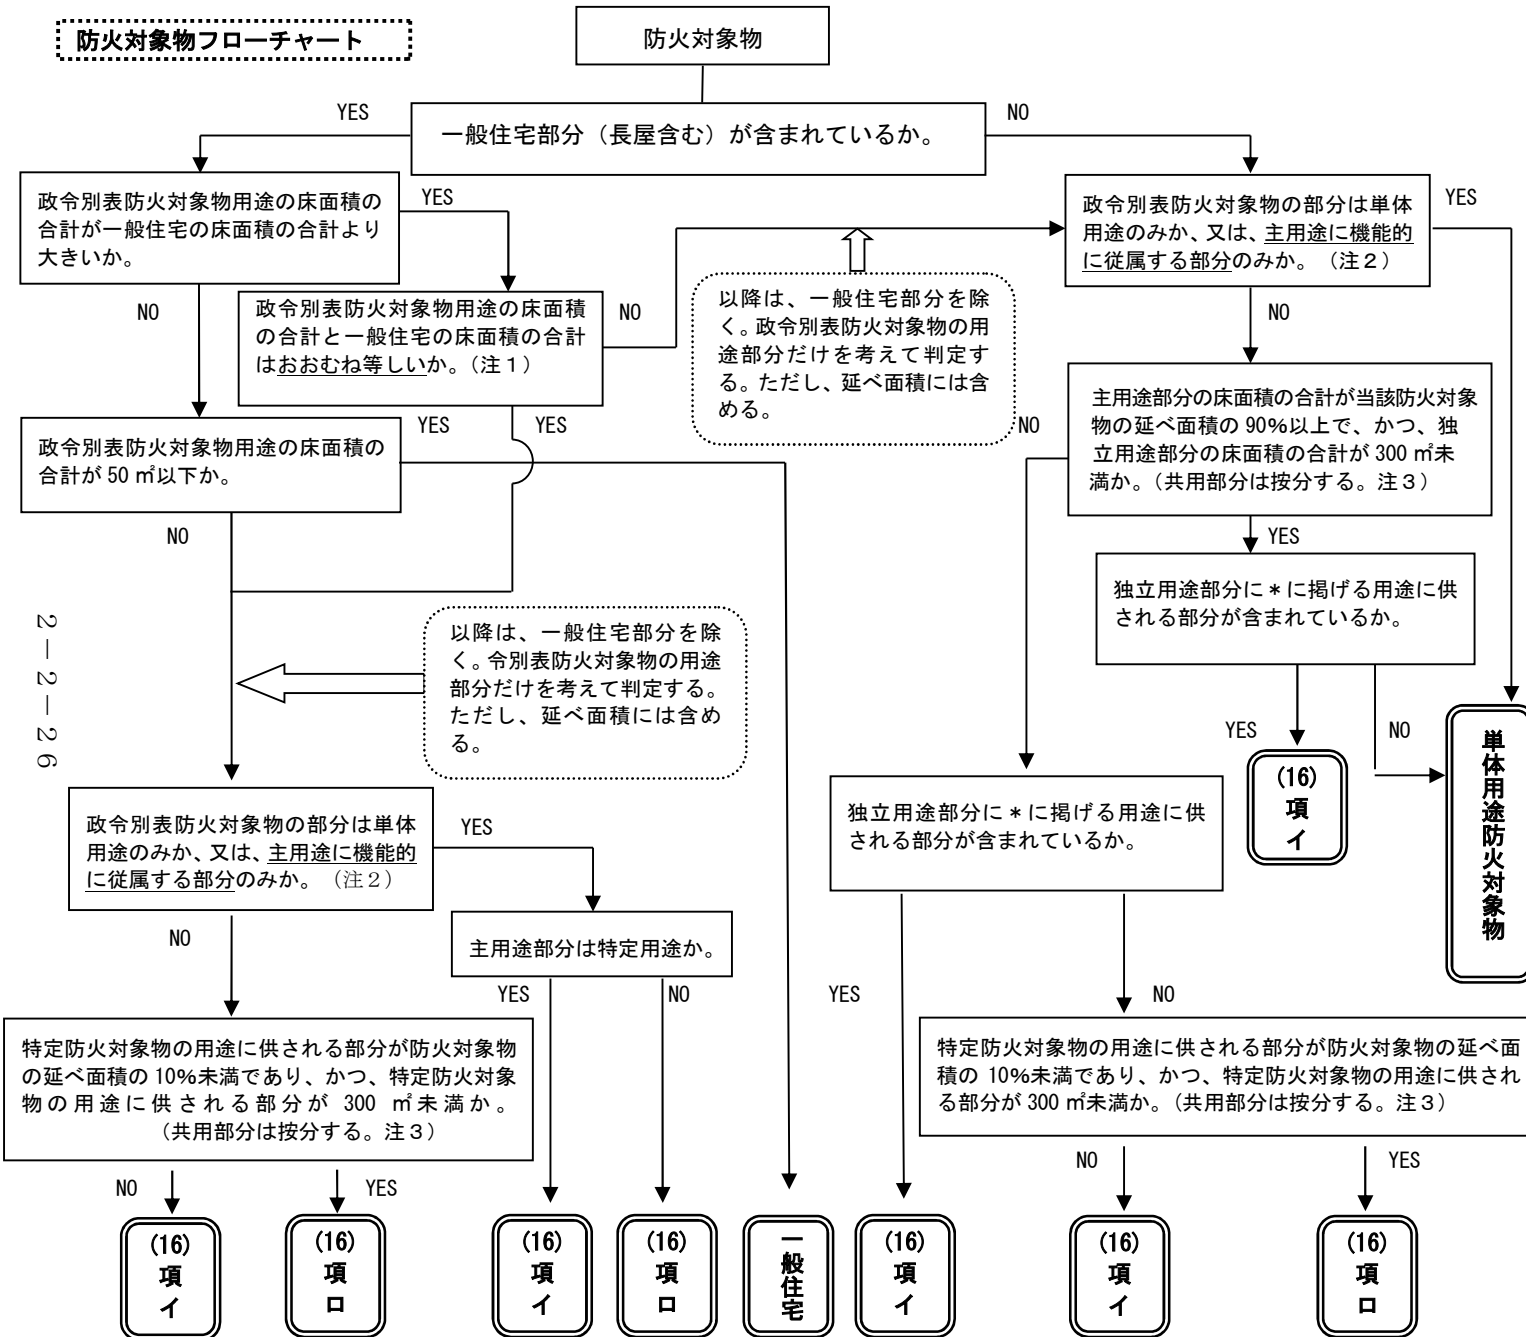 防火対象物フローチャート
防火対象物
YES
NO
一般住宅部分（長屋含む）が含まれているか。
政令別表防火対象物用途の床面積の
合計が一般住宅の床面積の合計より
大きいか。
YES
NO
政令別表防火対象物の部分は単体
用途のみか、又は、主用途に機能的
に従属する部分のみか。（注２）
YES
NO
政令別表防火対象物用途の床面積
の合計と一般住宅の床面積の合計
はおおむね等しいか。（注１）
NO
YES
以降は、一般住宅部分を除
く。政令別表防火対象物の用
途部分だけを考えて判定す
る。ただし、延べ面積には含
める。
主用途部分の床面積の合計が当該防火対象
物の延べ面積の 90％以上で、かつ、独
立用途部分の床面積の合計が 300 ㎡未
満か。（共用部分は按分する。注３）
NO
YES
政令別表防火対象物用途の床面積の
合計が 50 ㎡以下か。
YES
NO
独立用途部分に＊に掲げる用途に供
される部分が含まれているか。
YES
NO
２－２－２６
以降は、一般住宅部分を除
く。令別表防火対象物の用途
部分だけを考えて判定する。
ただし、延べ面積には含め
る。
(16)
項
イ
単体用途防火対象物
政令別表防火対象物の部分は単体
用途のみか、又は、主用途に機能的
に従属する部分のみか。（注２）
YES
NO
独立用途部分に＊に掲げる用途に供
される部分が含まれているか。
YES
NO
主用途部分は特定用途か。
YES
NO
特定防火対象物の用途に供される部分が防火対象物
の延べ面積の 10％未満であり、かつ、特定防火対象
物の用途に供される部分が 300 ㎡未満か。
（共用部分は按分する。注３）
NO
YES
特定防火対象物の用途に供される部分が防火対象物の延べ面
積の 10％未満であり、かつ、特定防火対象物の用途に供され
る部分が 300 ㎡未満か。（共用部分は按分する。注３）
NO
YES
(16)
項
イ
(16)
項
ロ
(16)
項
イ
(16)
項
ロ
一般住宅
(16)
項
イ
(16)
項
イ
(16)
項
ロ